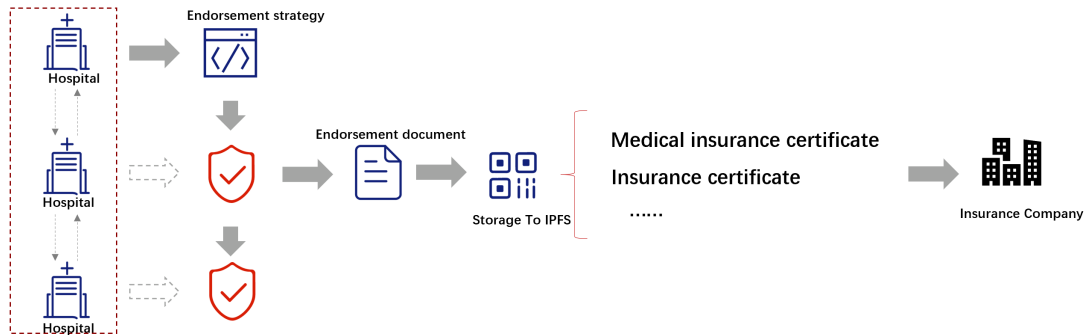 Endorsement strategy
Hospital
Endorsement document
Medical insurance certificate
Insurance certificate
......
Hospital
Storage To IPFS
Insurance Company
Hospital